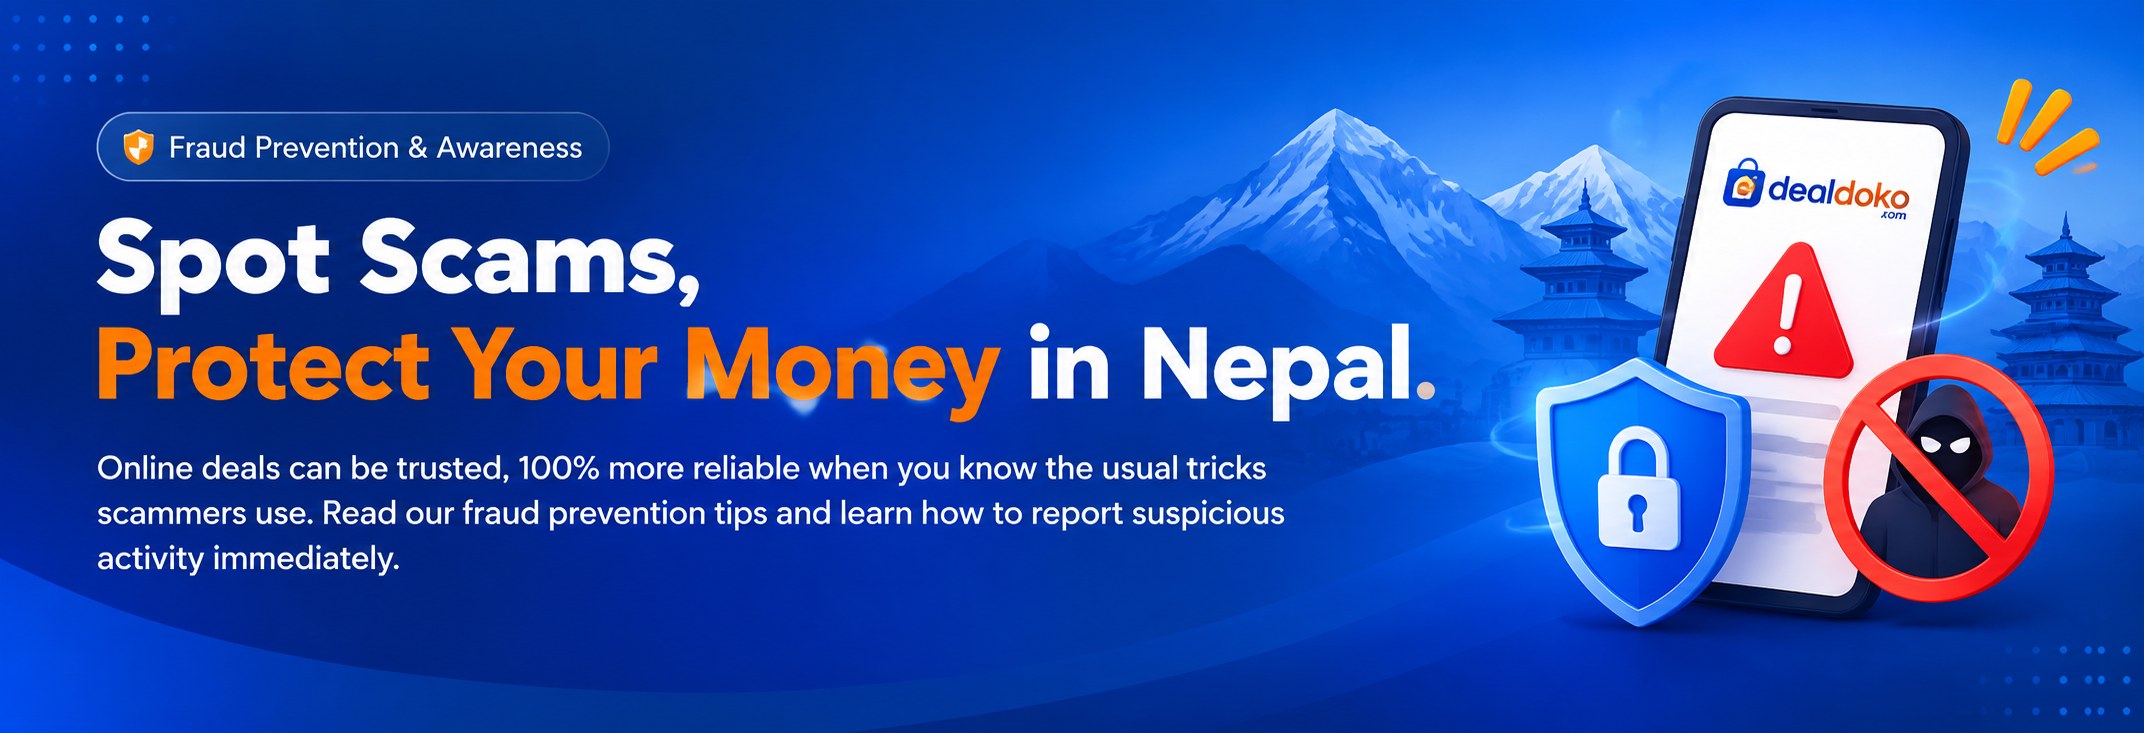 Fraud Prevention & Awareness
Spot Scams,
Protect Your Money in Nepal.
Online deals can be trusted, 100% more reliable when you know the usual tricks
scammers use. Read our fraud prevention tips and learn how to report suspicious
activity immediately.
dealdoko
.com